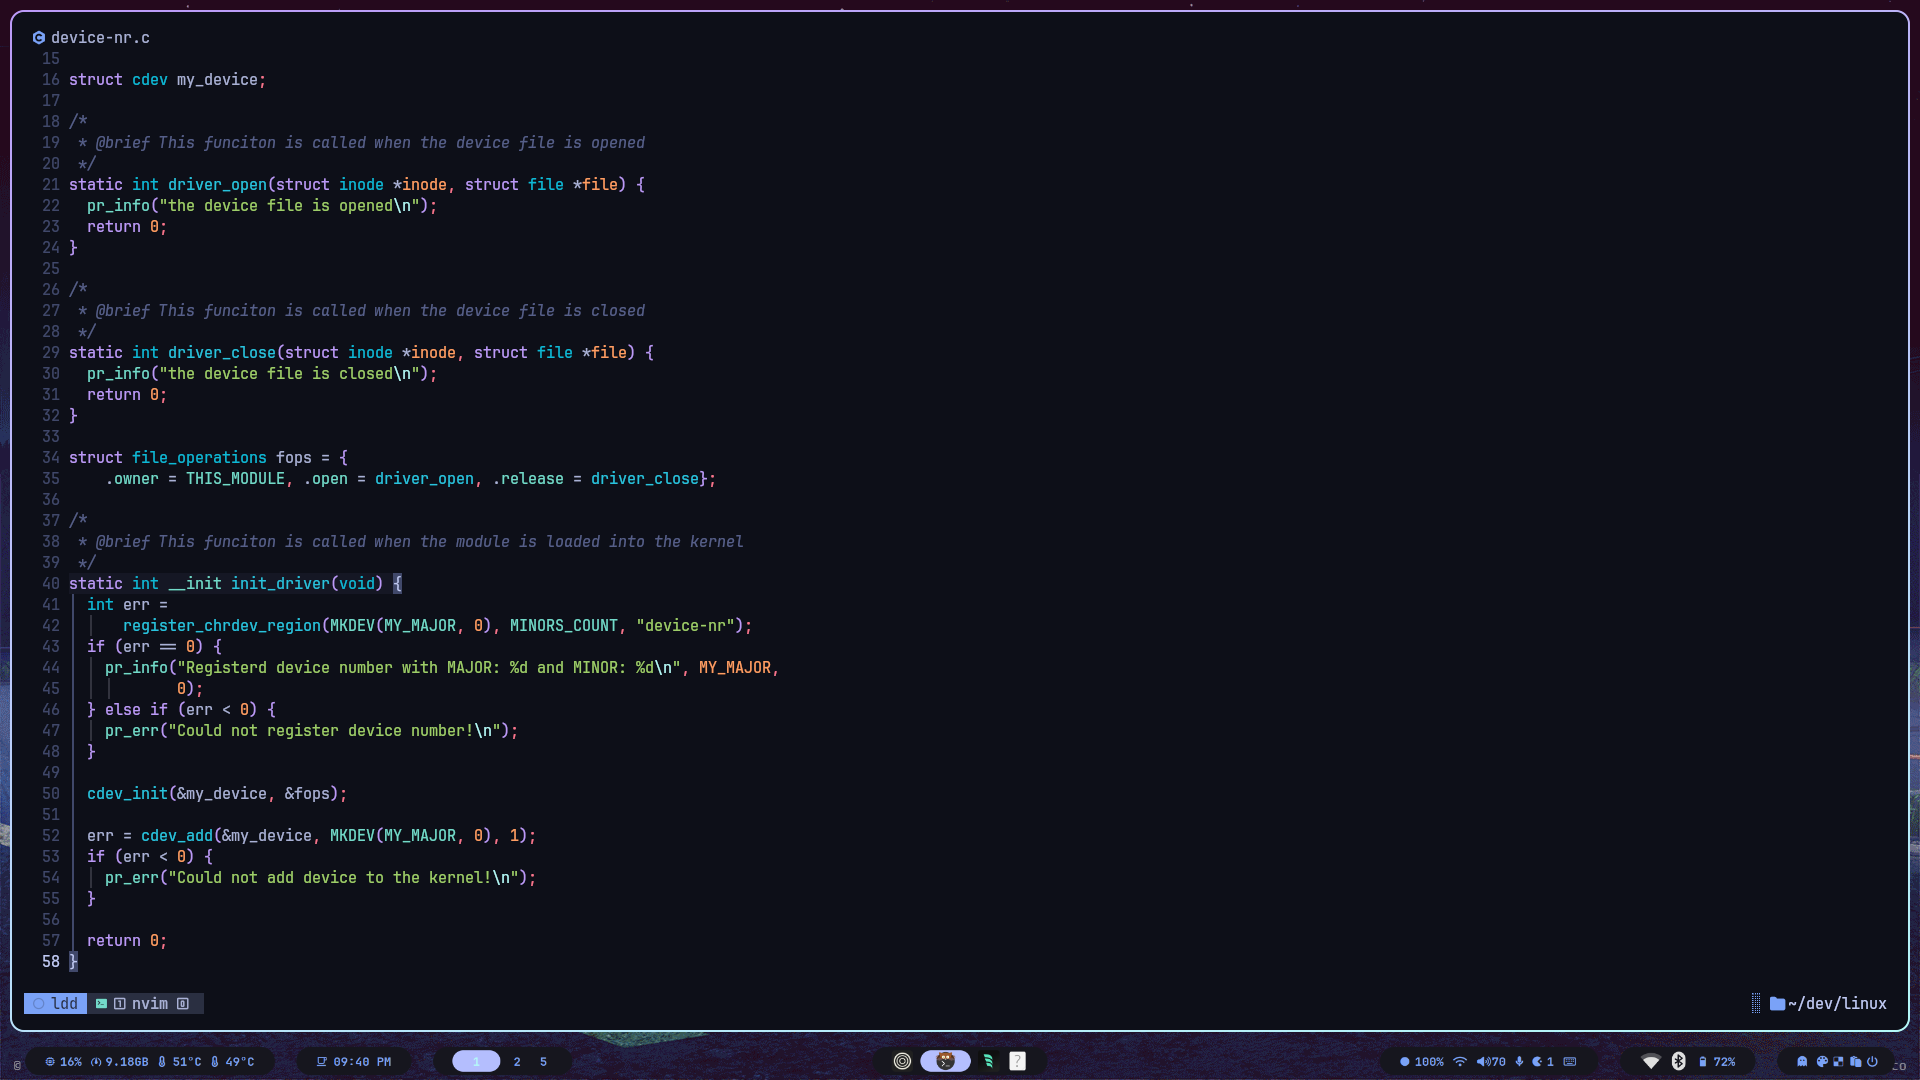 device-nr.c
15
16 struct cdev my_device;
17
18 /*
19  * @brief This funciton is called when the device file is opened
20  */
21 static int driver_open(struct inode *inode, struct file *file) {
22   pr_info("the device file is opened\n");
23   return 0;
24 }
25
26 /*
27  * @brief This funciton is called when the device file is closed
28  */
29 static int driver_close(struct inode *inode, struct file *file) {
30   pr_info("the device file is closed\n");
31   return 0;
32 }
33
34 struct file_operations fops = {
35     .owner = THIS_MODULE, .open = driver_open, .release = driver_close};
36
37 /*
38  * @brief This funciton is called when the module is loaded into the kernel
39  */
40 static int __init init_driver(void) {
41   int err =
42       register_chrdev_region(MKDEV(MY_MAJOR, 0), MINORS_COUNT, "device-nr");
43   if (err == 0) {
44     pr_info("Registerd device number with MAJOR: %d and MINOR: %d\n", MY_MAJOR,
45             0);
46   } else if (err < 0) {
47     pr_err("Could not register device number!\n");
48   }
49
50   cdev_init(&my_device, &fops);
51
52   err = cdev_add(&my_device, MKDEV(MY_MAJOR, 0), 1);
53   if (err < 0) {
54     pr_err("Could not add device to the kernel!\n");
55   }
56
57   return 0;
58 }
ldd 1 nvim 0 ~/dev/linux
16% 9.18GB 51°C 49°C 09:40 PM 1 2 5 ? 100% 70 1 72%